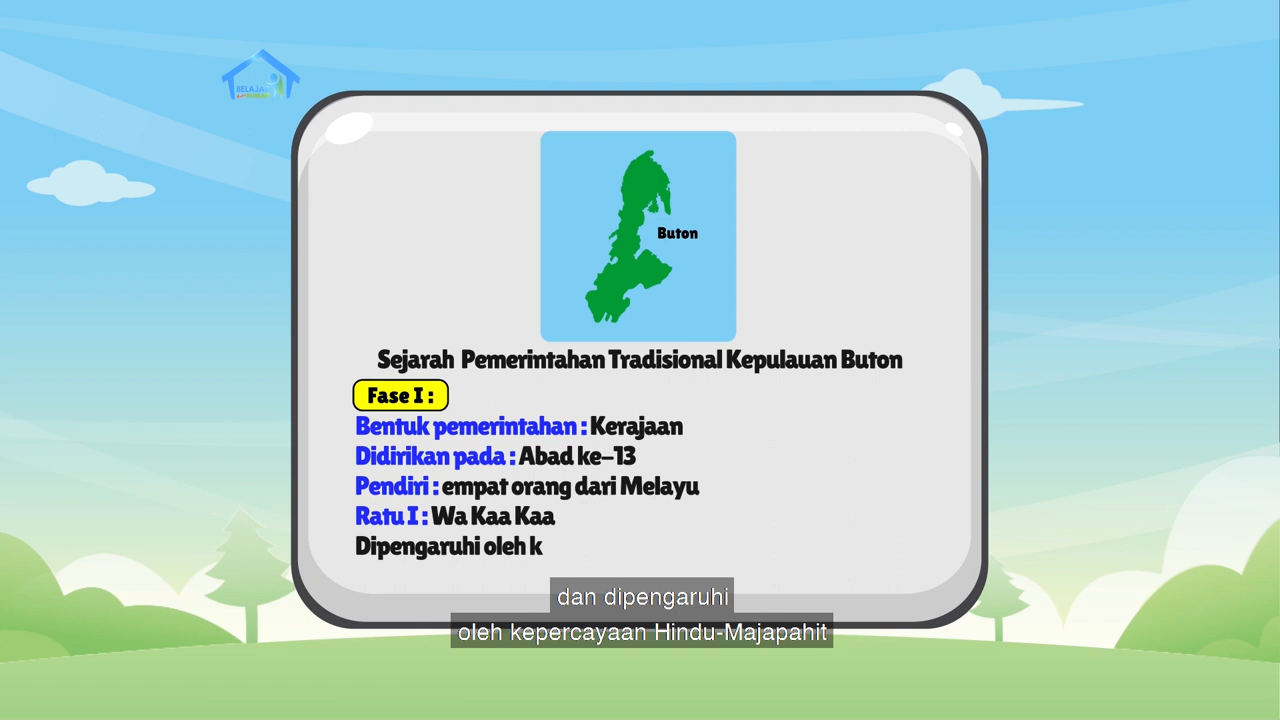 BELAJAR
Buton
Sejarah Pemerintahan Tradisional Kepulauan Buton
Fase I :
Bentuk pemerintahan : Kerajaan
Didirikan pada : Abad ke-13
Pendiri : empat orang dari Melayu
Ratu I : Wa Kaa Kaa
Dipengaruhi oleh k
dan dipengaruhi
oleh kepercayaan Hindu-Majapahit